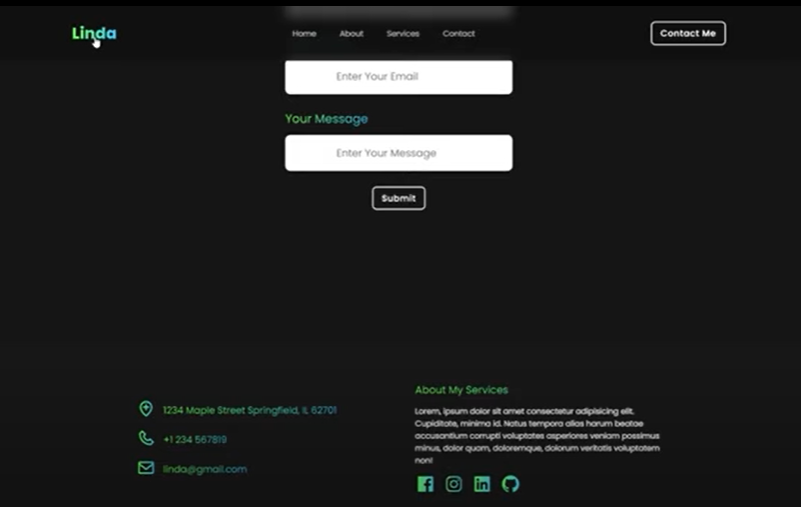 Linda
Home About Services Contact
Contact Me
Enter Your Email
Your Message
Enter Your Message
Submit
1234 Maple Street Springfield, IL 62701
+1 234 567819
linda@gmail.com
About My Services
Lorem, ipsum dolor sit amet consectetur adipisicing elit.
Cupiditate, minima id. Natus tempora alias harum beatae
accusantium corrupti voluptates asperiores veniam possimus
minus, dolor quam, doloremque, dolorum veritatis voluptatem
non!